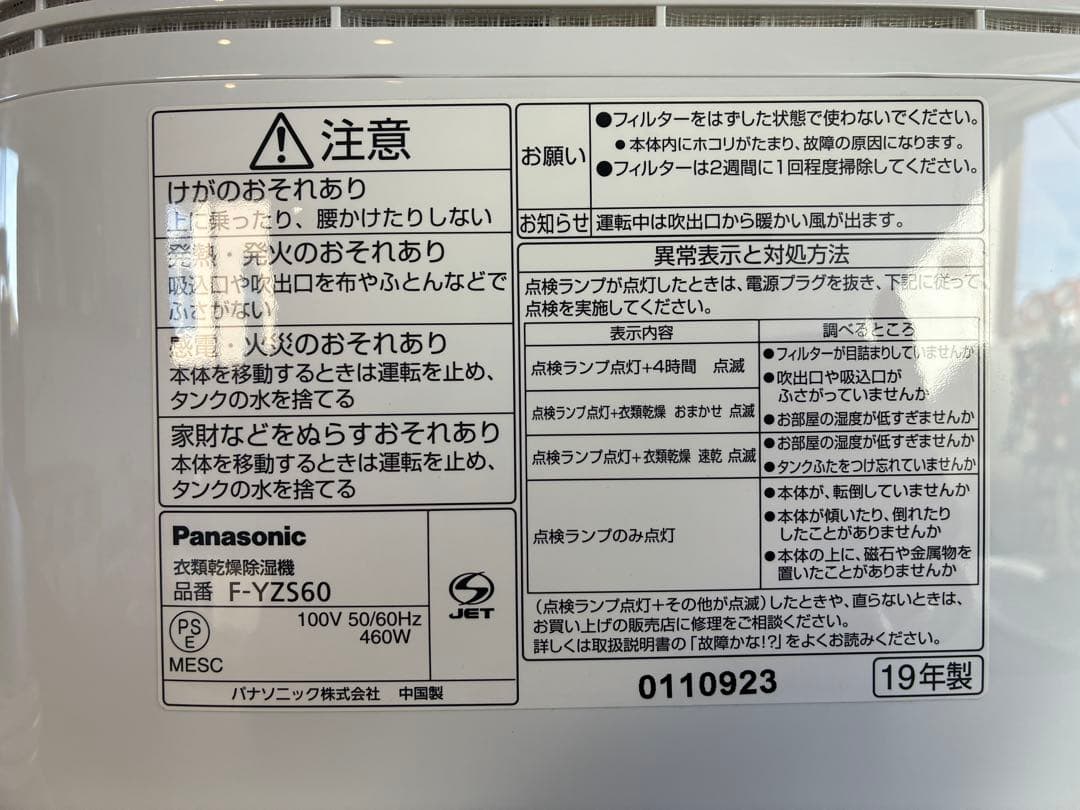 注意
けがのおそれあり
上に乗ったり、腰かけたりしない
発熱・発火のおそれあり
吸込口や吹出口を布やふとんなどで
ふさがない
感電・火災のおそれあり
本体を移動するときは運転を止め、
タンクの水を捨てる
家財などをぬらすおそれあり
本体を移動するときは運転を止め、
タンクの水を捨てる
Panasonic
衣類乾燥除湿機
品番 F-YZS60
100V 50/60Hz
460W
PS
E
MESC
S
JET
パナソニック株式会社 中国製
お願い
●フィルターをはずした状態で使わないでください。
●本体内にホコリがたまり、故障の原因になります。
●フィルターは2週間に1回程度掃除してください。
お知らせ 運転中は吹出口から暖かい風が出ます。
異常表示と対処方法
点検ランプが点灯したときは、電源プラグを抜き、下記に従って、
点検を実施してください。
表示内容 調べるところ
点検ランプ点灯+4時間 点滅
点検ランプ点灯+衣類乾燥 おまかせ 点滅
●フィルターが目詰まりしていませんか
●吹出口や吸込口が
ふさがっていませんか
●お部屋の温度が低すぎませんか
点検ランプ点灯+衣類乾燥 速乾 点滅
●お部屋の湿度が低すぎませんか
●タンクふたをつけ忘れていませんか
点検ランプのみ点灯
●本体が、転倒していませんか
●本体が傾いたり、倒れたり
したことがありませんか
●本体の上に、磁石や金属物を
置いたことがありませんか
(点検ランプ点灯+その他が点滅)したときや、直らないときは、
お買い上げの販売店に修理をご相談ください。
詳しくは取扱説明書の「故障かな!?」をよくお読みください。
0110923
19年製